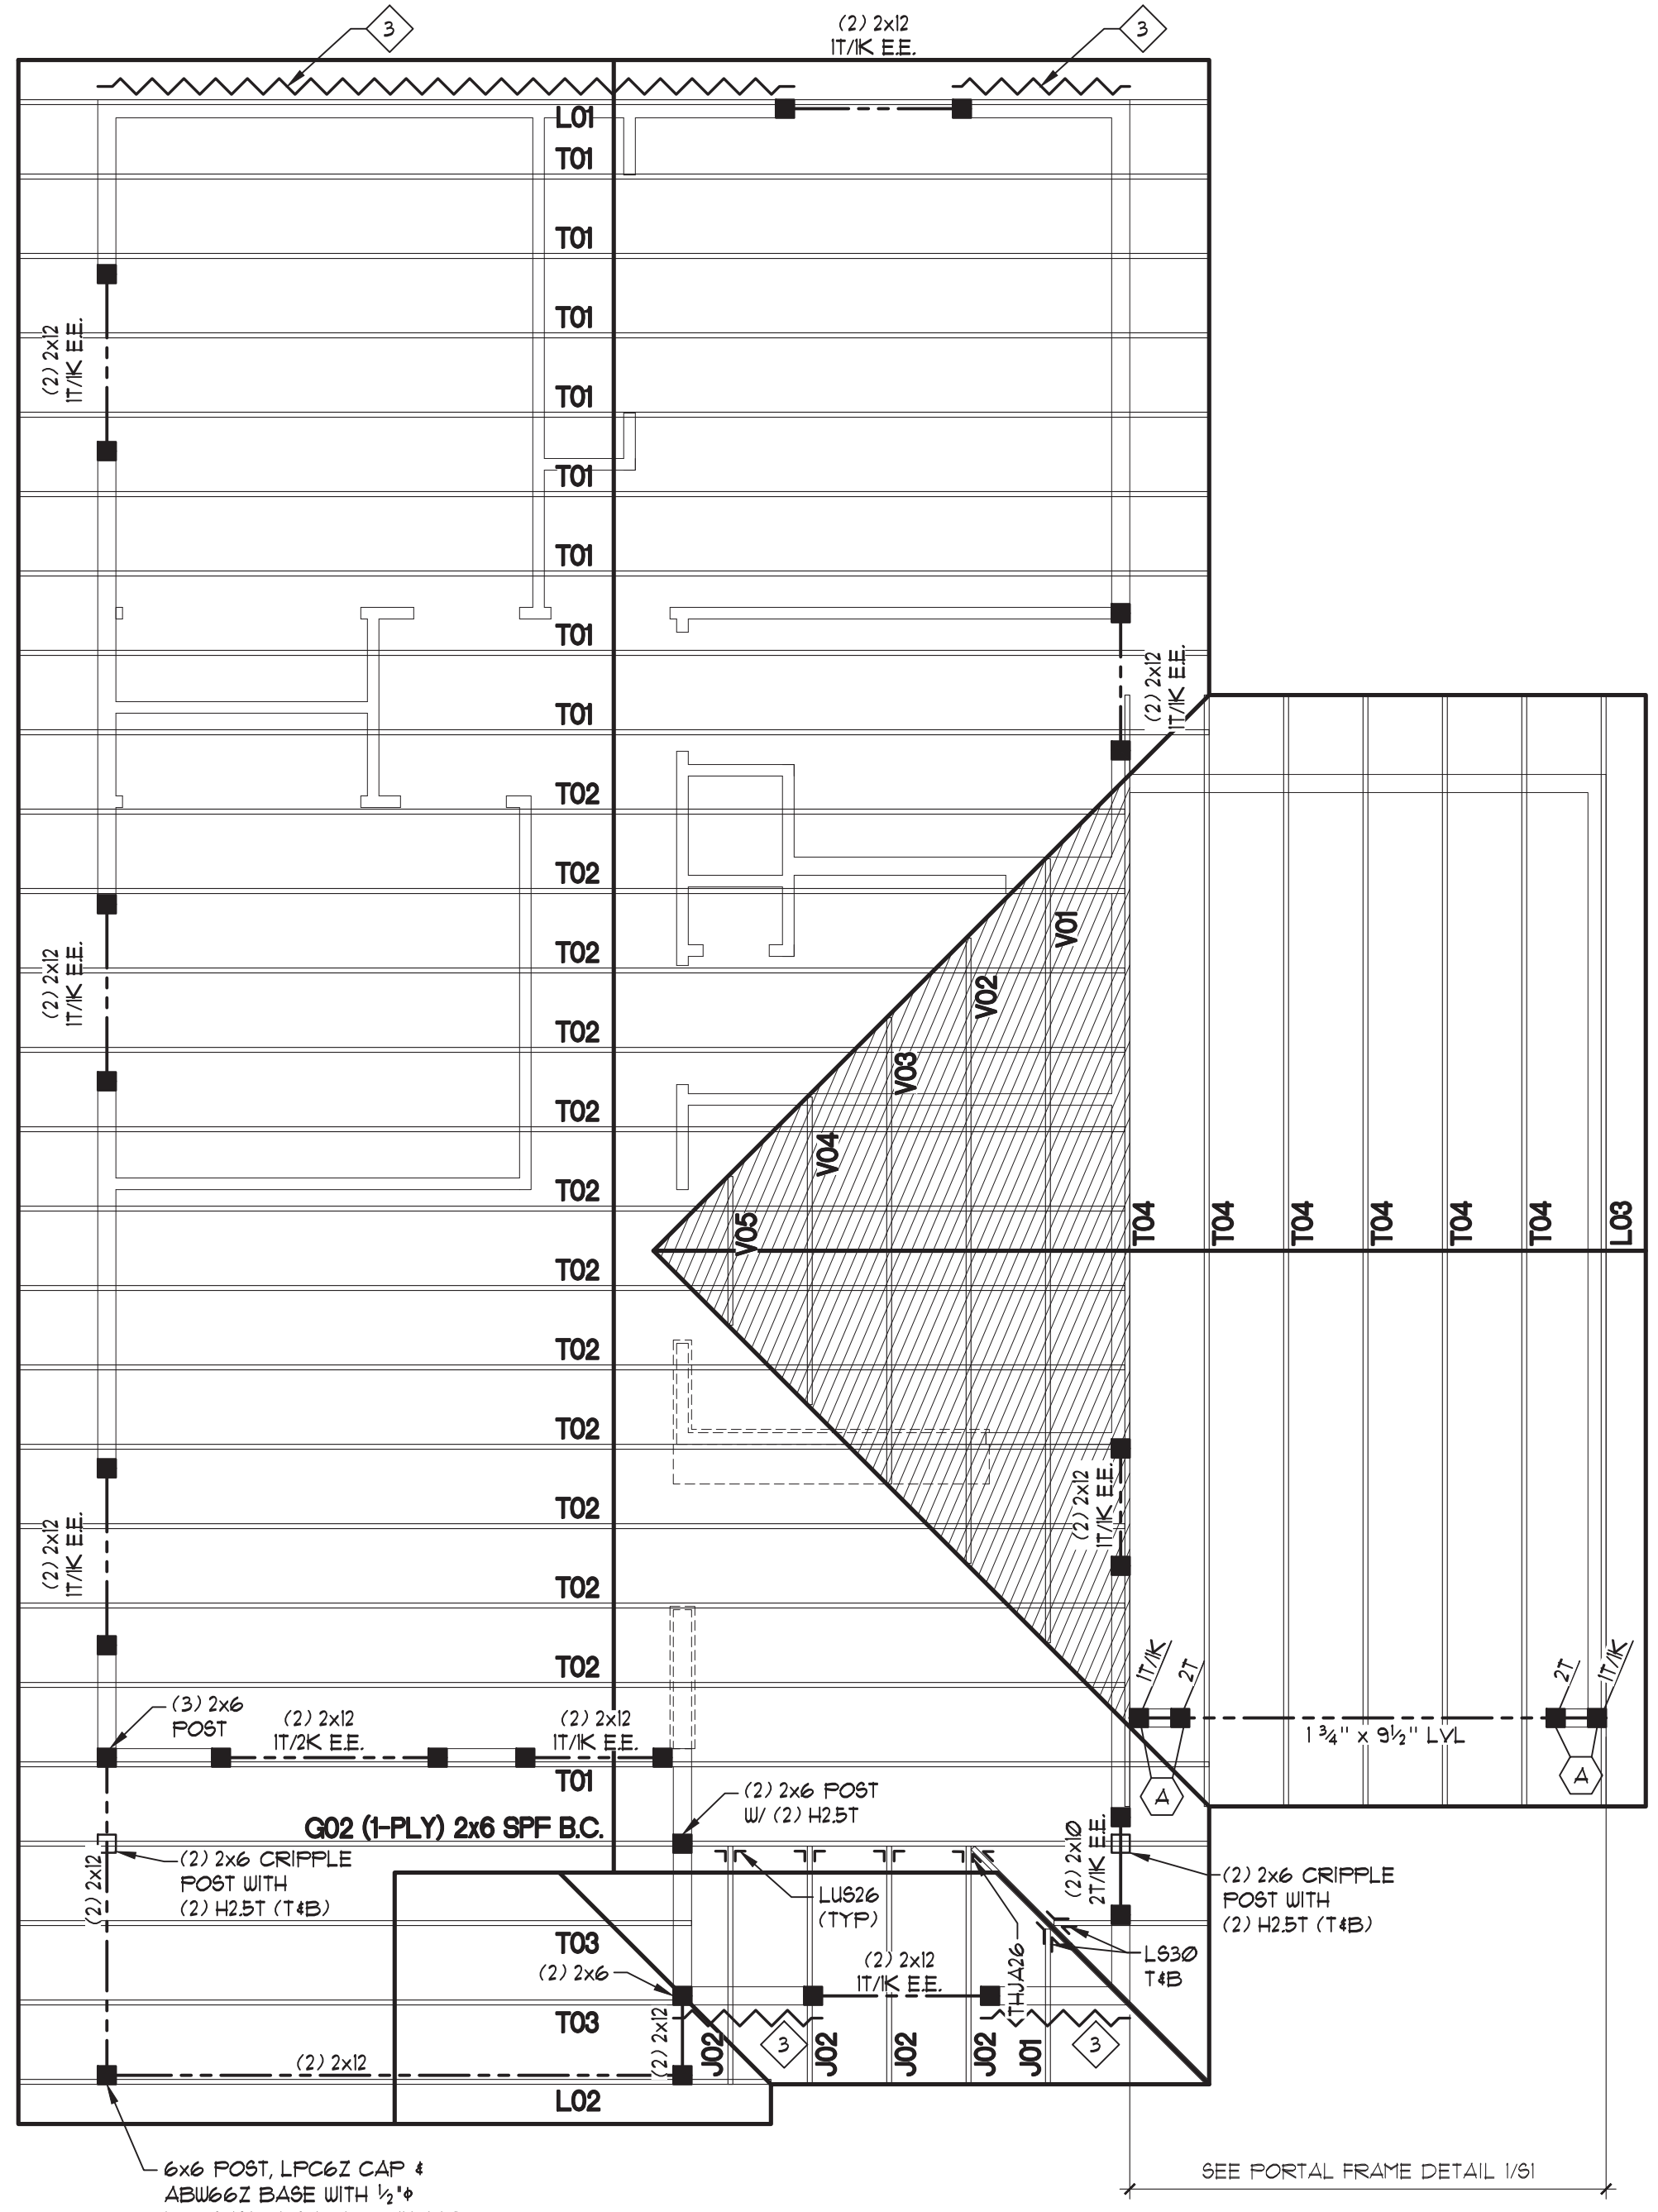 3
(2) 2x12
1T/1K E.E.
3
L01
T01
T01
(2) 2x12
1T/1K E.E.
T01
T01
T01
T01
T01
(2) 2x12
1T/1K E.E.
T01
T02
T02
V01
(2) 2x12
1T/1K E.E.
T02
V02
T02
V03
T02
V04
T02
V05
T04
T04
T04
T04
T04
T04
L03
T02
T02
T02
(2) 2x12
1T/1K E.E.
(2) 2x12
1T/1K E.E.
T02
T02
T02
1T/1K
2T
2T
1T/1K
(3) 2x6
POST
(2) 2x12
1T/2K E.E.
(2) 2x12
1T/1K E.E.
1 ¾" x 9½" LVL
T01
A
A
(2) 2x6 POST
W/ (2) H2.5T
G02 (1-PLY) 2x6 SPF B.C.
(2) 2x10
2T/1K E.E.
(2) 2x12
(2) 2x6 CRIPPLE
POST WITH
(2) H2.5T (T&B)
LUS26
(TYP)
(2) 2x6 CRIPPLE
POST WITH
(2) H2.5T (T&B)
T03
(2) 2x6
(2) 2x12
1T/1K E.E.
THJA26
LS30
T&B
T03
(2) 2x12
J02
3
J02
J02
J02
J01
3
(2) 2x12
L02
6x6 POST, LPC6Z CAP &
ABW66Z BASE WITH ½"Φ
SEE PORTAL FRAME DETAIL 1/S1